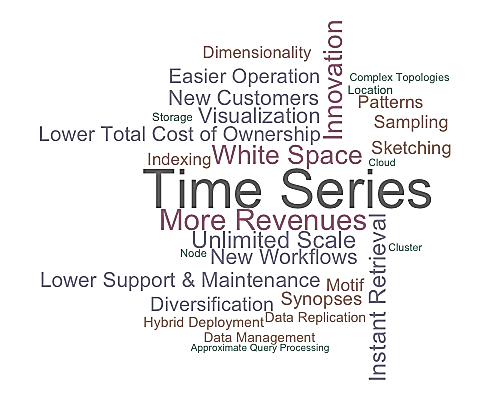 Innovation
Dimensionality
Easier Operation
Complex Topologies
Location
New Customers
Patterns
Storage
Visualization
Sampling
Lower Total Cost of Ownership
Sketching
Indexing
White Space
Cloud
Time Series
More Revenues
Instant Retrieval
Unlimited Scale
Cluster
Node
New Workflows
Lower Support & Maintenance
Motif
Diversification
Synopses
Hybrid Deployment
Data Replication
Data Management
Approximate Query Processing